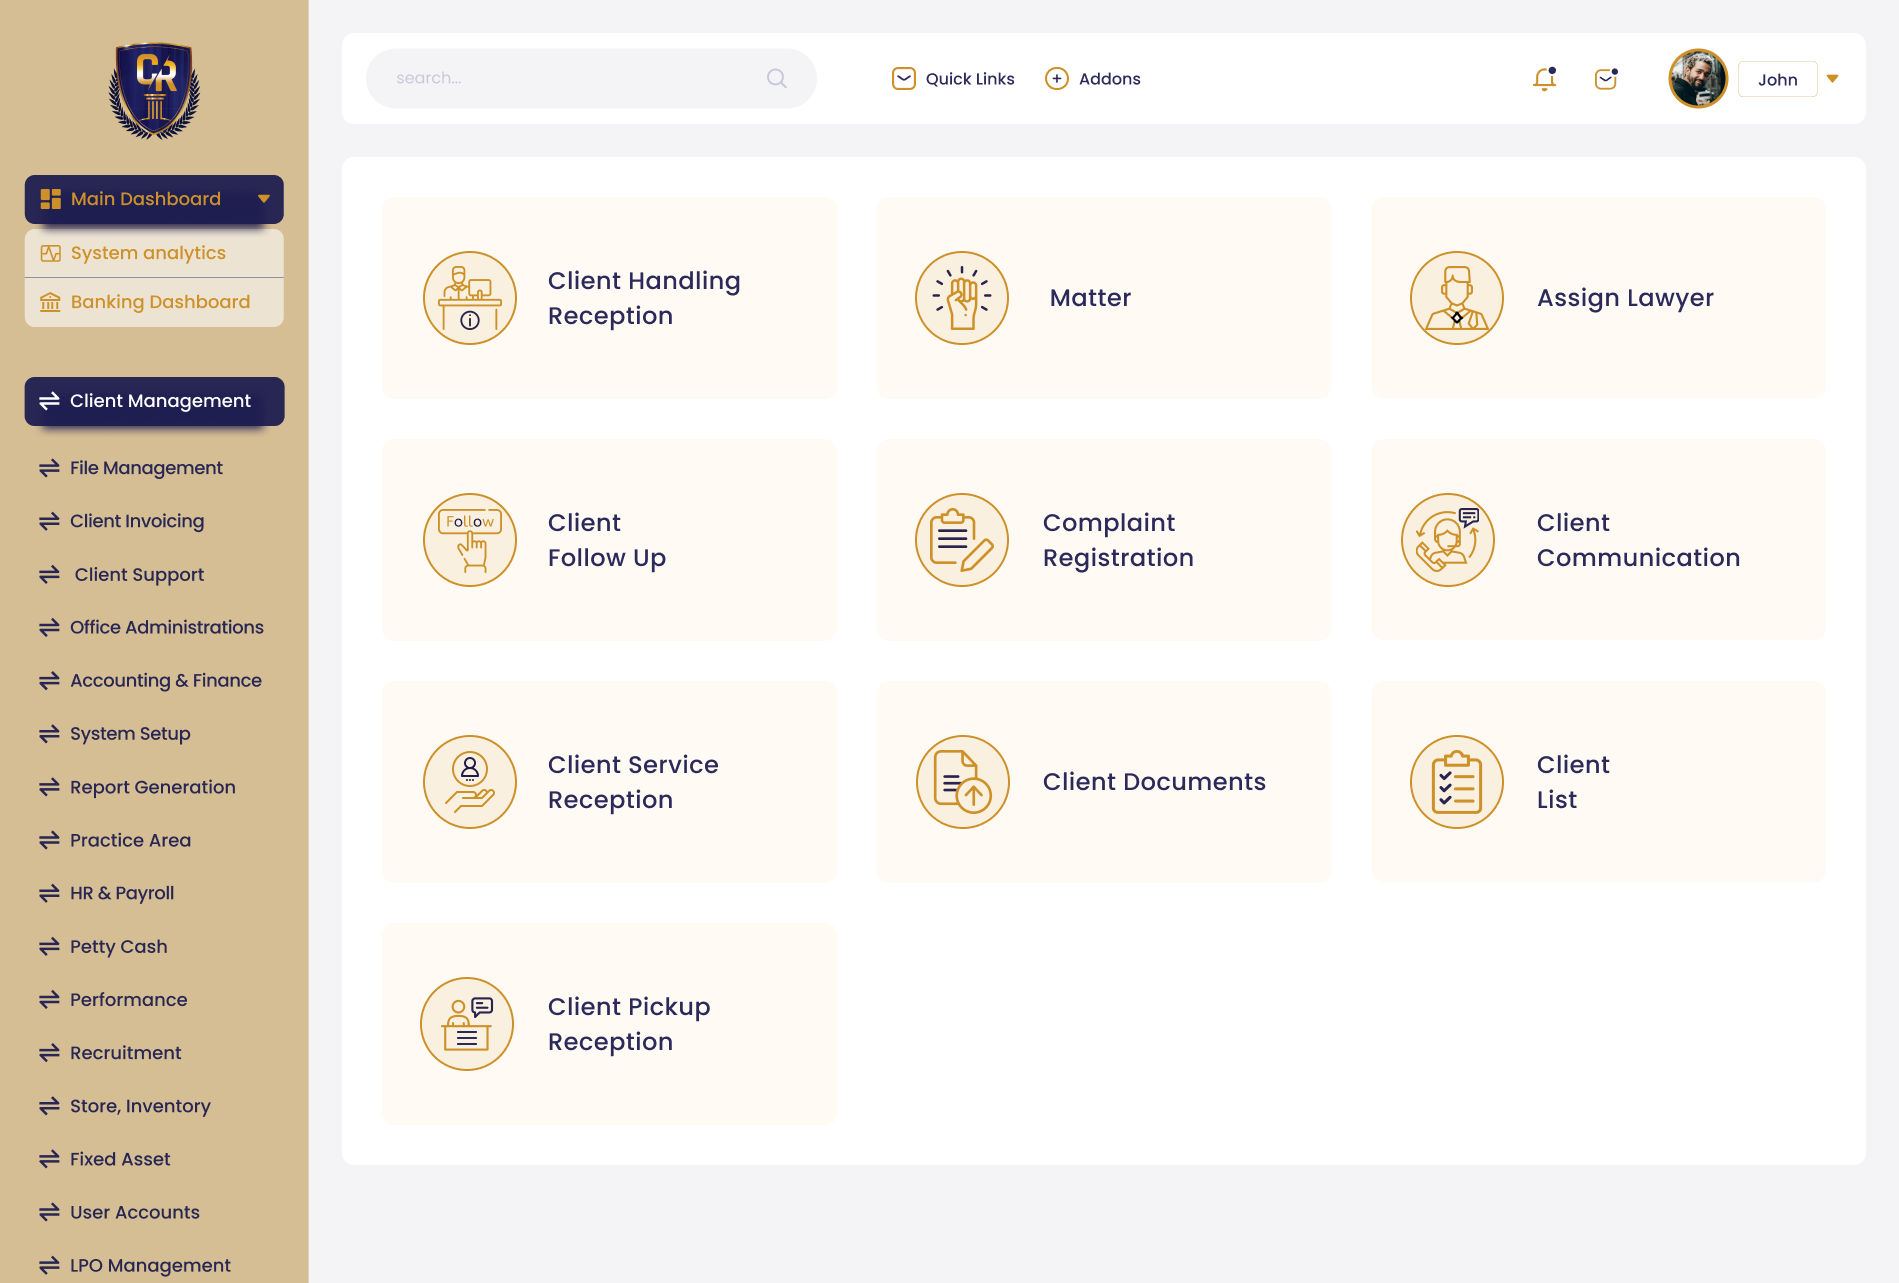 CR
search...
Quick Links
Addons
John
Main Dashboard
System analytics
Banking Dashboard
Client Management
File Management
Client Invoicing
Client Support
Office Administrations
Accounting & Finance
System Setup
Report Generation
Practice Area
HR & Payroll
Petty Cash
Performance
Recruitment
Store, Inventory
Fixed Asset
User Accounts
LPO Management
Client Handling
Reception
Matter
Assign Lawyer
Follow
Client
Follow Up
Complaint
Registration
Client
Communication
Client Service
Reception
Client Documents
Client
List
Client Pickup
Reception